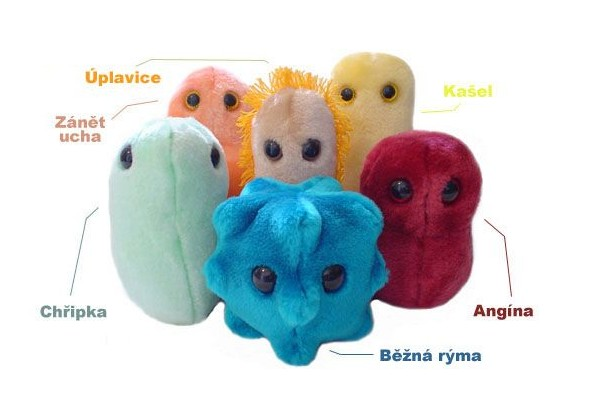 Úplavice
Kašel
Zánět
ucha
Chřipka
Angína
Běžná rýma